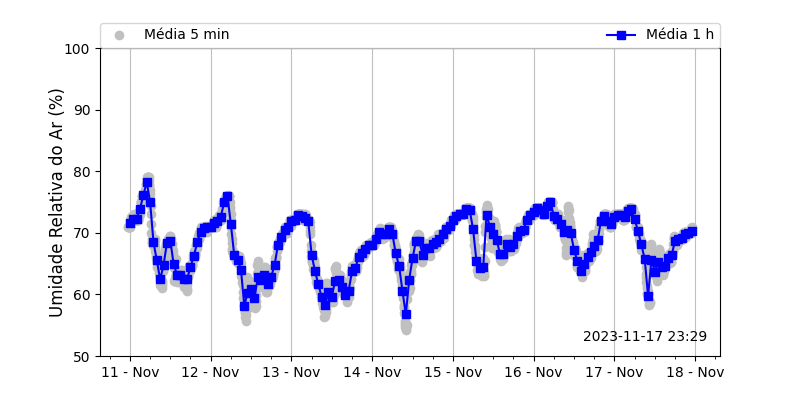 Média 5 min
Média 1 h
Umidade Relativa do Ar (%)
100
90
80
70
60
50
2023-11-17 23:29
11 - Nov
12 - Nov
13 - Nov
14 - Nov
15 - Nov
16 - Nov
17 - Nov
18 - Nov